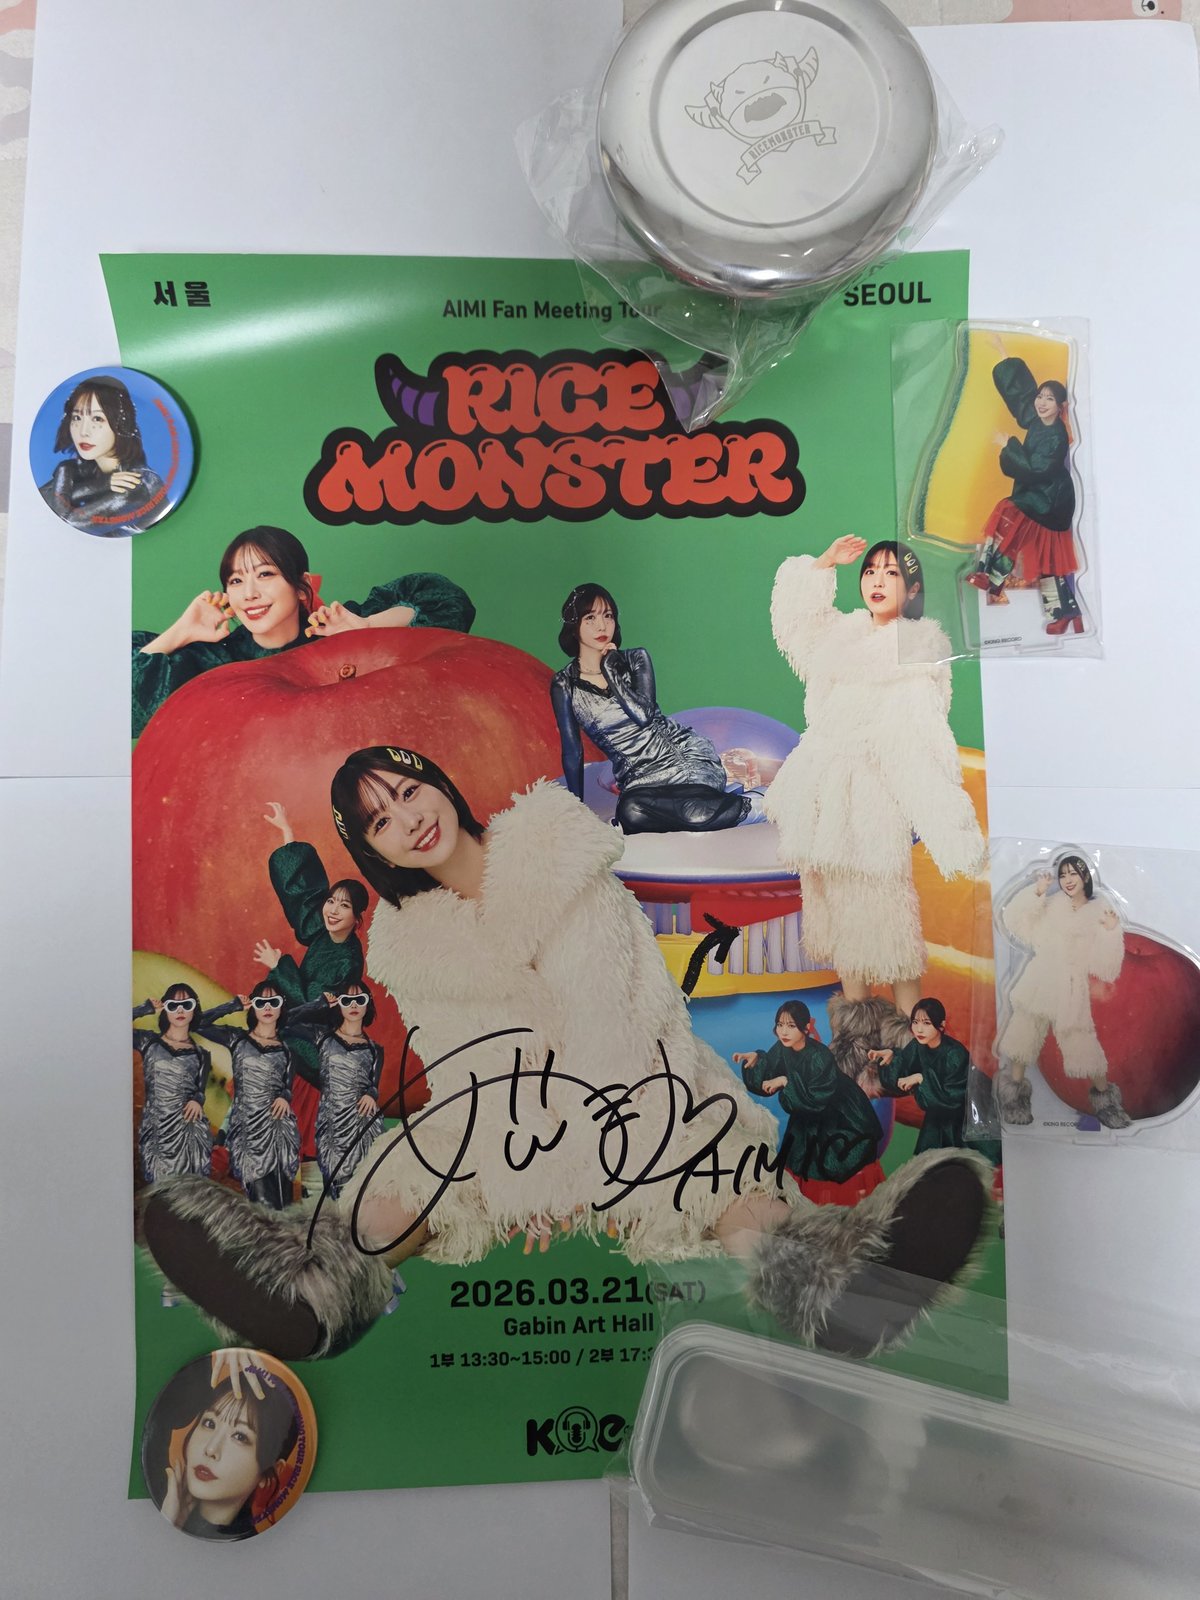 RICEMONSTER
서울
AIMI Fan Meeting Tour
SEOUL
RICE
MONSTER
©KING RECORD
©KING RECORD
AIMI
2026.03.21(SAT)
Gabin Art Hall
1부 13:30~15:00 / 2부 17: